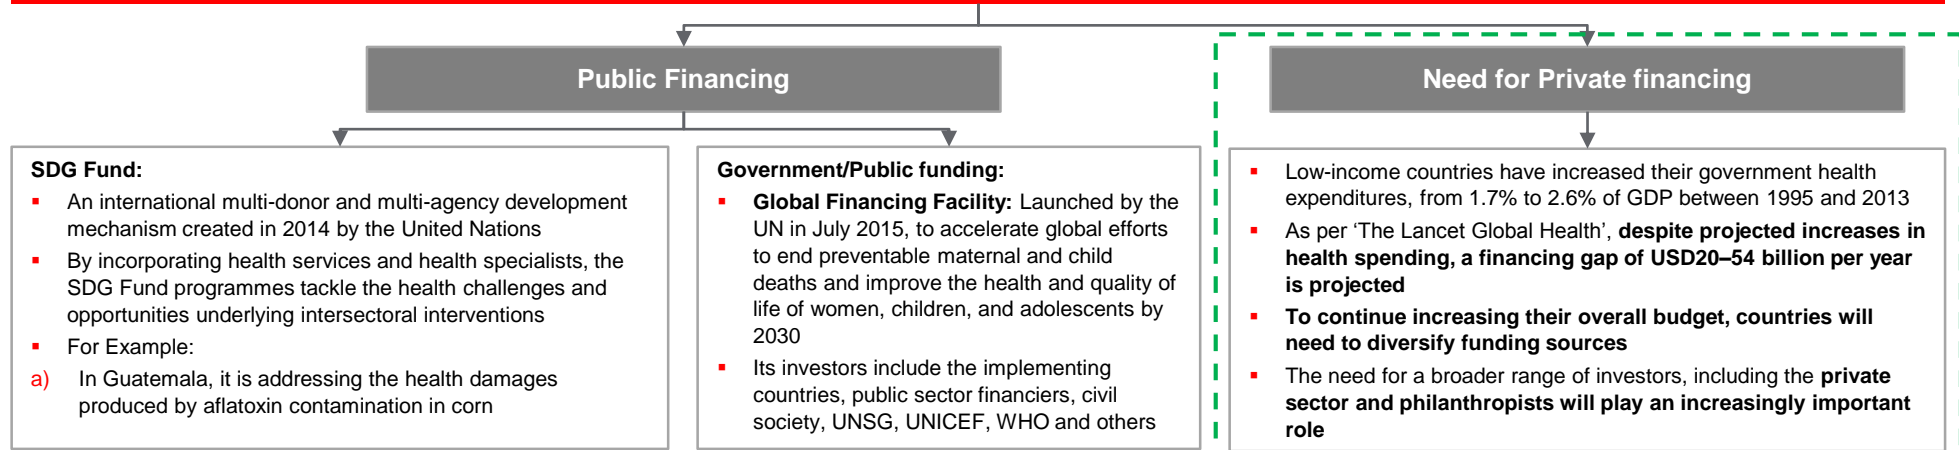 Public Financing
Need for Private financing
SDG Fund:
▪ An international multi-donor and multi-agency development
mechanism created in 2014 by the United Nations
▪ By incorporating health services and health specialists, the
SDG Fund programmes tackle the health challenges and
opportunities underlying intersectoral interventions
▪ For Example:
a) In Guatemala, it is addressing the health damages
produced by aflatoxin contamination in corn
Government/Public funding:
▪ Global Financing Facility: Launched by the
UN in July 2015, to accelerate global efforts
to end preventable maternal and child
deaths and improve the health and quality of
life of women, children, and adolescents by
2030
▪ Its investors include the implementing
countries, public sector financiers, civil
society, UNSG, UNICEF, WHO and others
▪ Low-income countries have increased their government health
expenditures, from 1.7% to 2.6% of GDP between 1995 and 2013
▪ As per ‘The Lancet Global Health’, despite projected increases in
health spending, a financing gap of USD20–54 billion per year
is projected
▪ To continue increasing their overall budget, countries will
need to diversify funding sources
▪ The need for a broader range of investors, including the private
sector and philanthropists will play an increasingly important
role